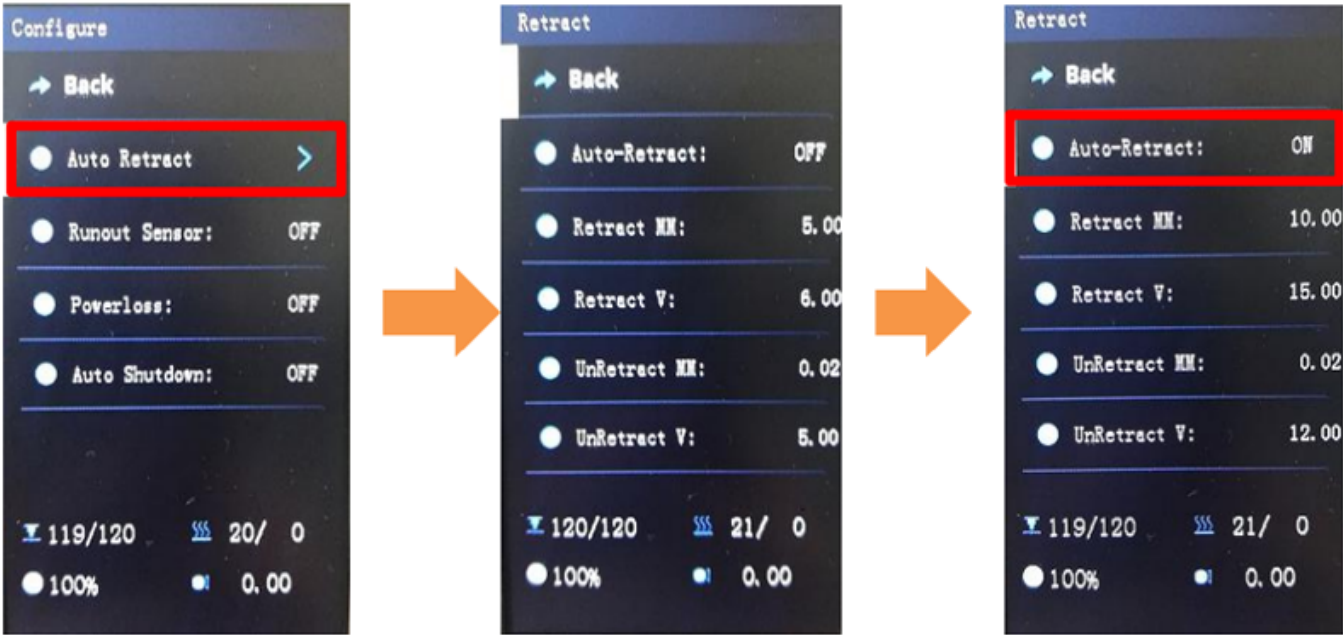 Configure
Back
Auto Retract >
Runout Sensor: OFF
Powerloss: OFF
Auto Shutdown: OFF
119/120 20/ 0
100% 0.00
Retract
Back
Auto-Retract: OFF
Retract MM: 5.00
Retract V: 6.00
UnRetract MM: 0.02
UnRetract V: 5.00
120/120 21/ 0
100% 0.00
Retract
Back
Auto-Retract: ON
Retract MM: 10.00
Retract V: 15.00
UnRetract MM: 0.02
UnRetract V: 12.00
119/120 21/ 0
100% 0.00